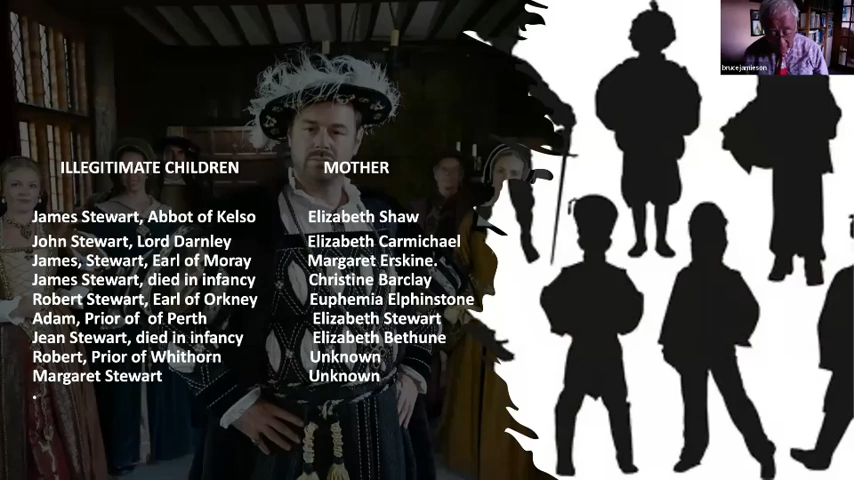 brucejamieson
ILLEGITIMATE CHILDREN MOTHER
James Stewart, Abbot of Kelso Elizabeth Shaw
John Stewart, Lord Darnley Elizabeth Carmichael
James, Stewart, Earl of Moray Margaret Erskine.
James Stewart, died in infancy Christine Barclay
Robert Stewart, Earl of Orkney Euphemia Elphinstone
Adam, Prior of of Perth Elizabeth Stewart
Jean Stewart, died in infancy Elizabeth Bethune
Robert, Prior of Whithorn Unknown
Margaret Stewart Unknown
.